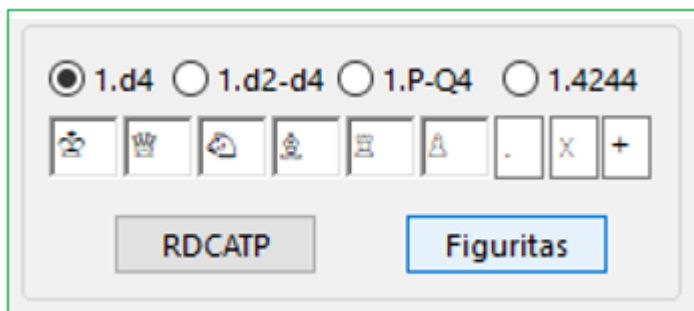 1.d4 1.d2-d4 1.P-Q4 1.4244
♔ ♕ ♘ ♗ ♖ ♙ . x +
RDCATP Figuritas